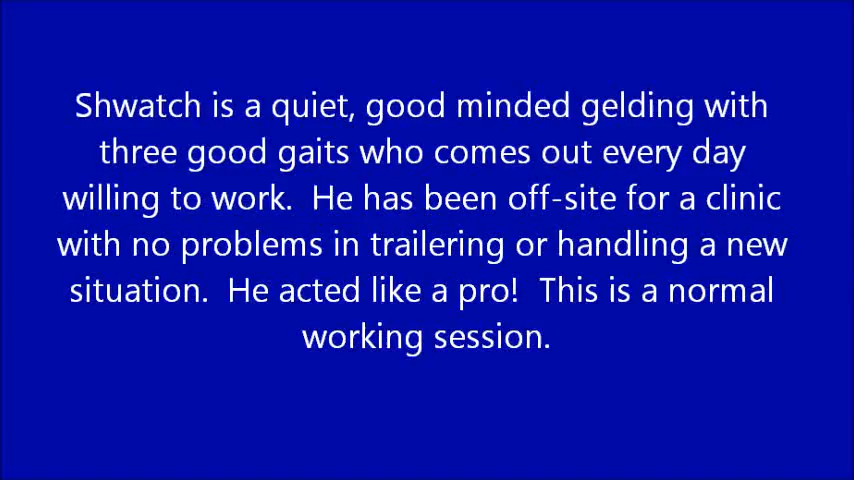 Shwatch is a quiet, good minded gelding with
three good gaits who comes out every day
willing to work.  He has been off-site for a clinic
with no problems in trailering or handling a new
situation.  He acted like a pro!  This is a normal
working session.